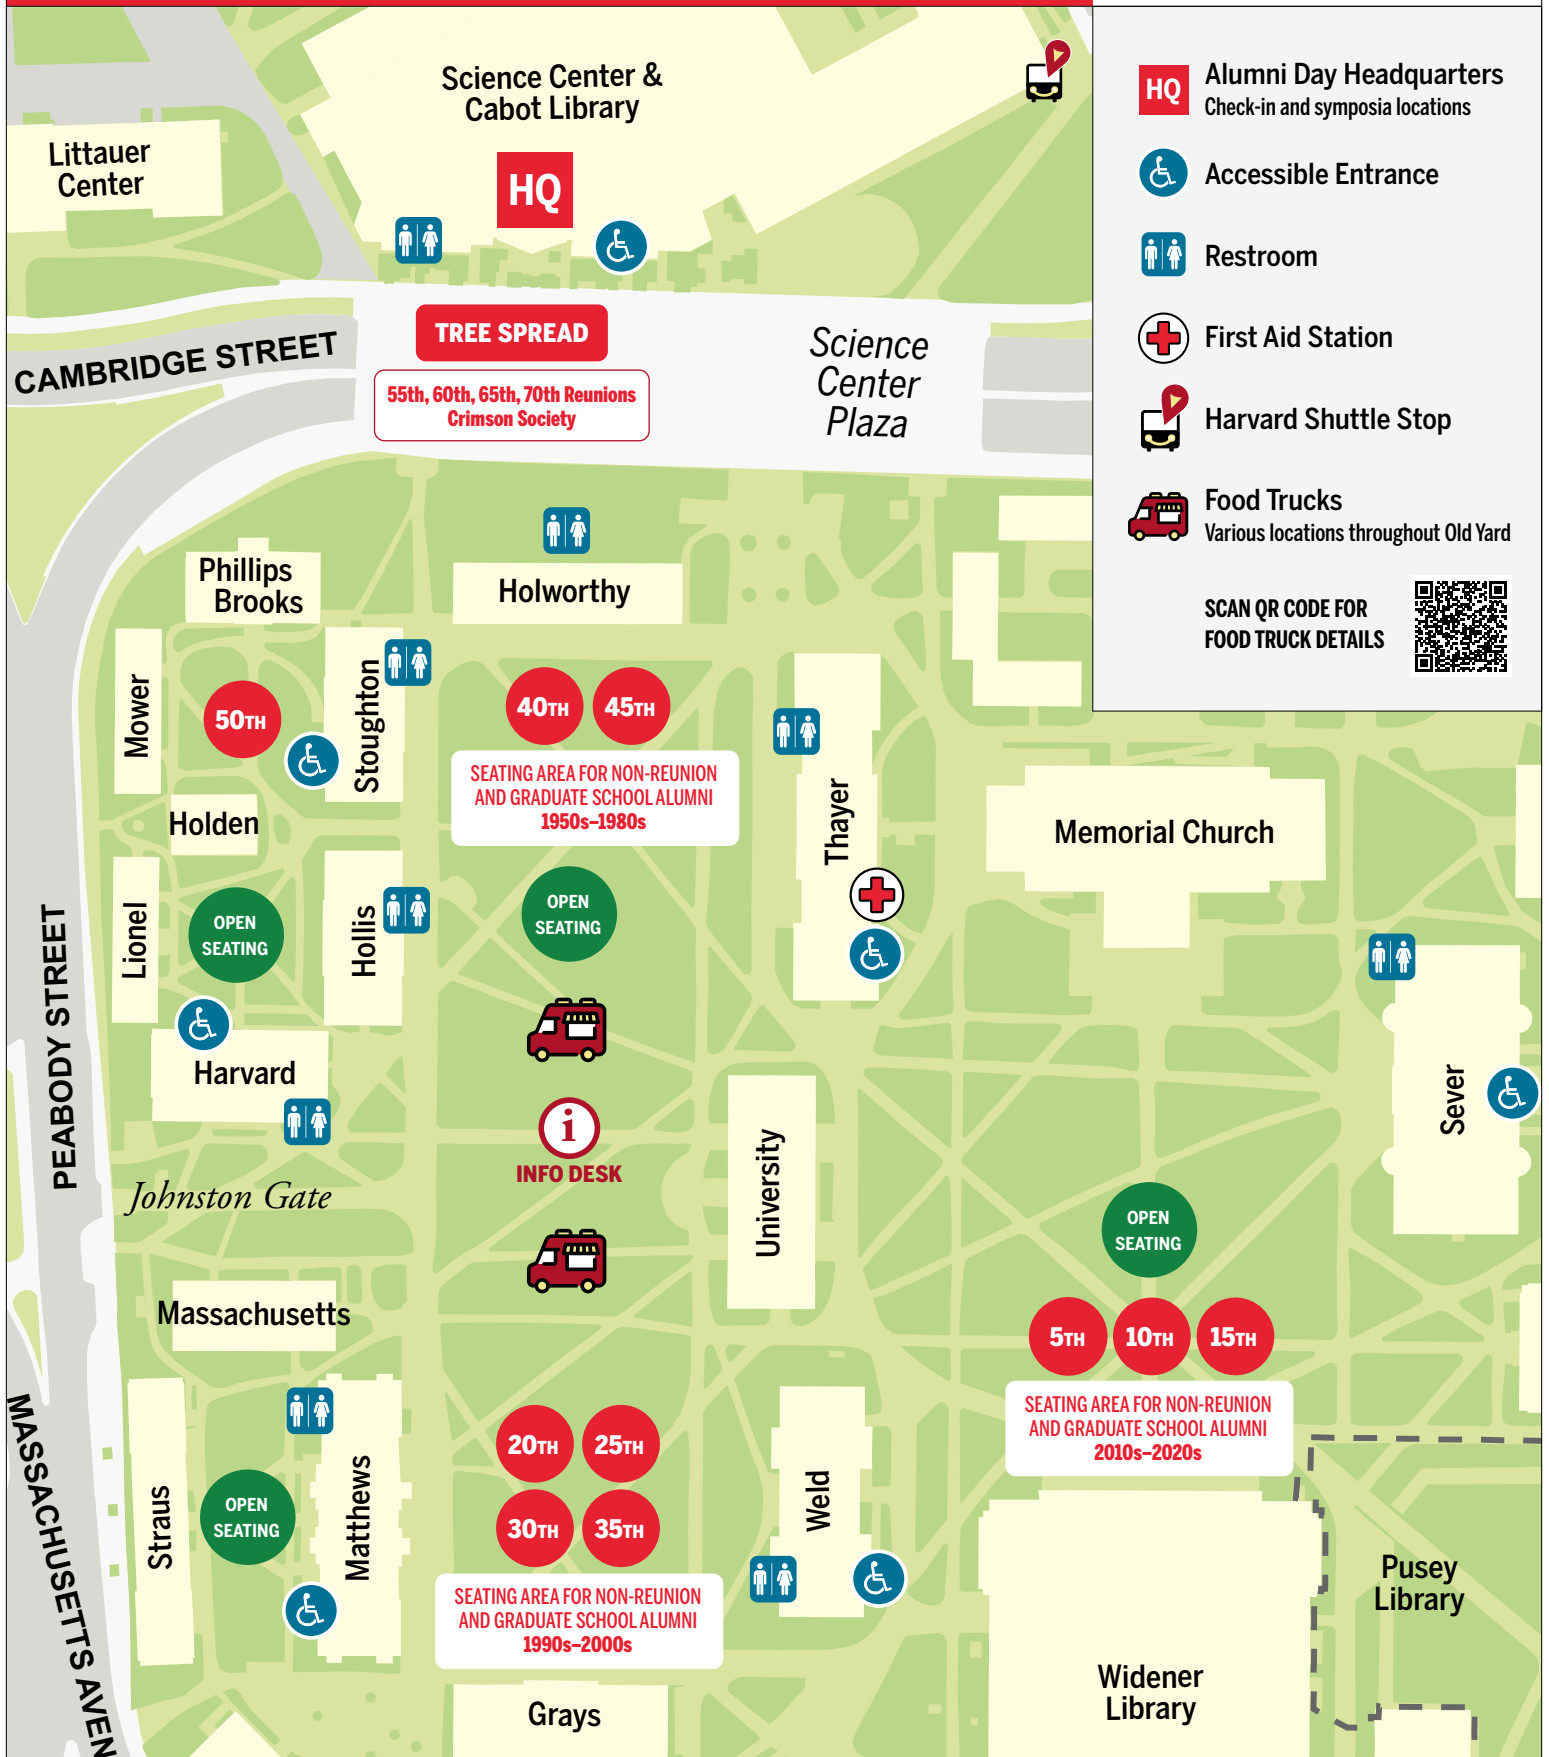 Science Center &
Cabot Library
HQ
Littauer
Center
CAMBRIDGE STREET
TREE SPREAD
55th, 60th, 65th, 70th Reunions
Crimson Society
Science
Center
Plaza
HQ
Alumni Day Headquarters
Check-in and symposia locations
Accessible Entrance
Restroom
First Aid Station
Harvard Shuttle Stop
Food Trucks
Various locations throughout Old Yard
SCAN QR CODE FOR
FOOD TRUCK DETAILS
Phillips
Brooks
Holworthy
Mower
50TH
Stoughton
40TH
45TH
SEATING AREA FOR NON-REUNION
AND GRADUATE SCHOOL ALUMNI
1950s–1980s
Thayer
Memorial Church
Holden
Lionel
OPEN
SEATING
Hollis
OPEN
SEATING
PEABODY STREET
Harvard
i
INFO DESK
Johnston Gate
University
Sever
OPEN
SEATING
Massachusetts
5TH
10TH
15TH
SEATING AREA FOR NON-REUNION
AND GRADUATE SCHOOL ALUMNI
2010s–2020s
MASSACHUSETTS AVEN
Straus
OPEN
SEATING
Matthews
20TH
25TH
30TH
35TH
SEATING AREA FOR NON-REUNION
AND GRADUATE SCHOOL ALUMNI
1990s–2000s
Weld
Pusey
Library
Widener
Library
Grays